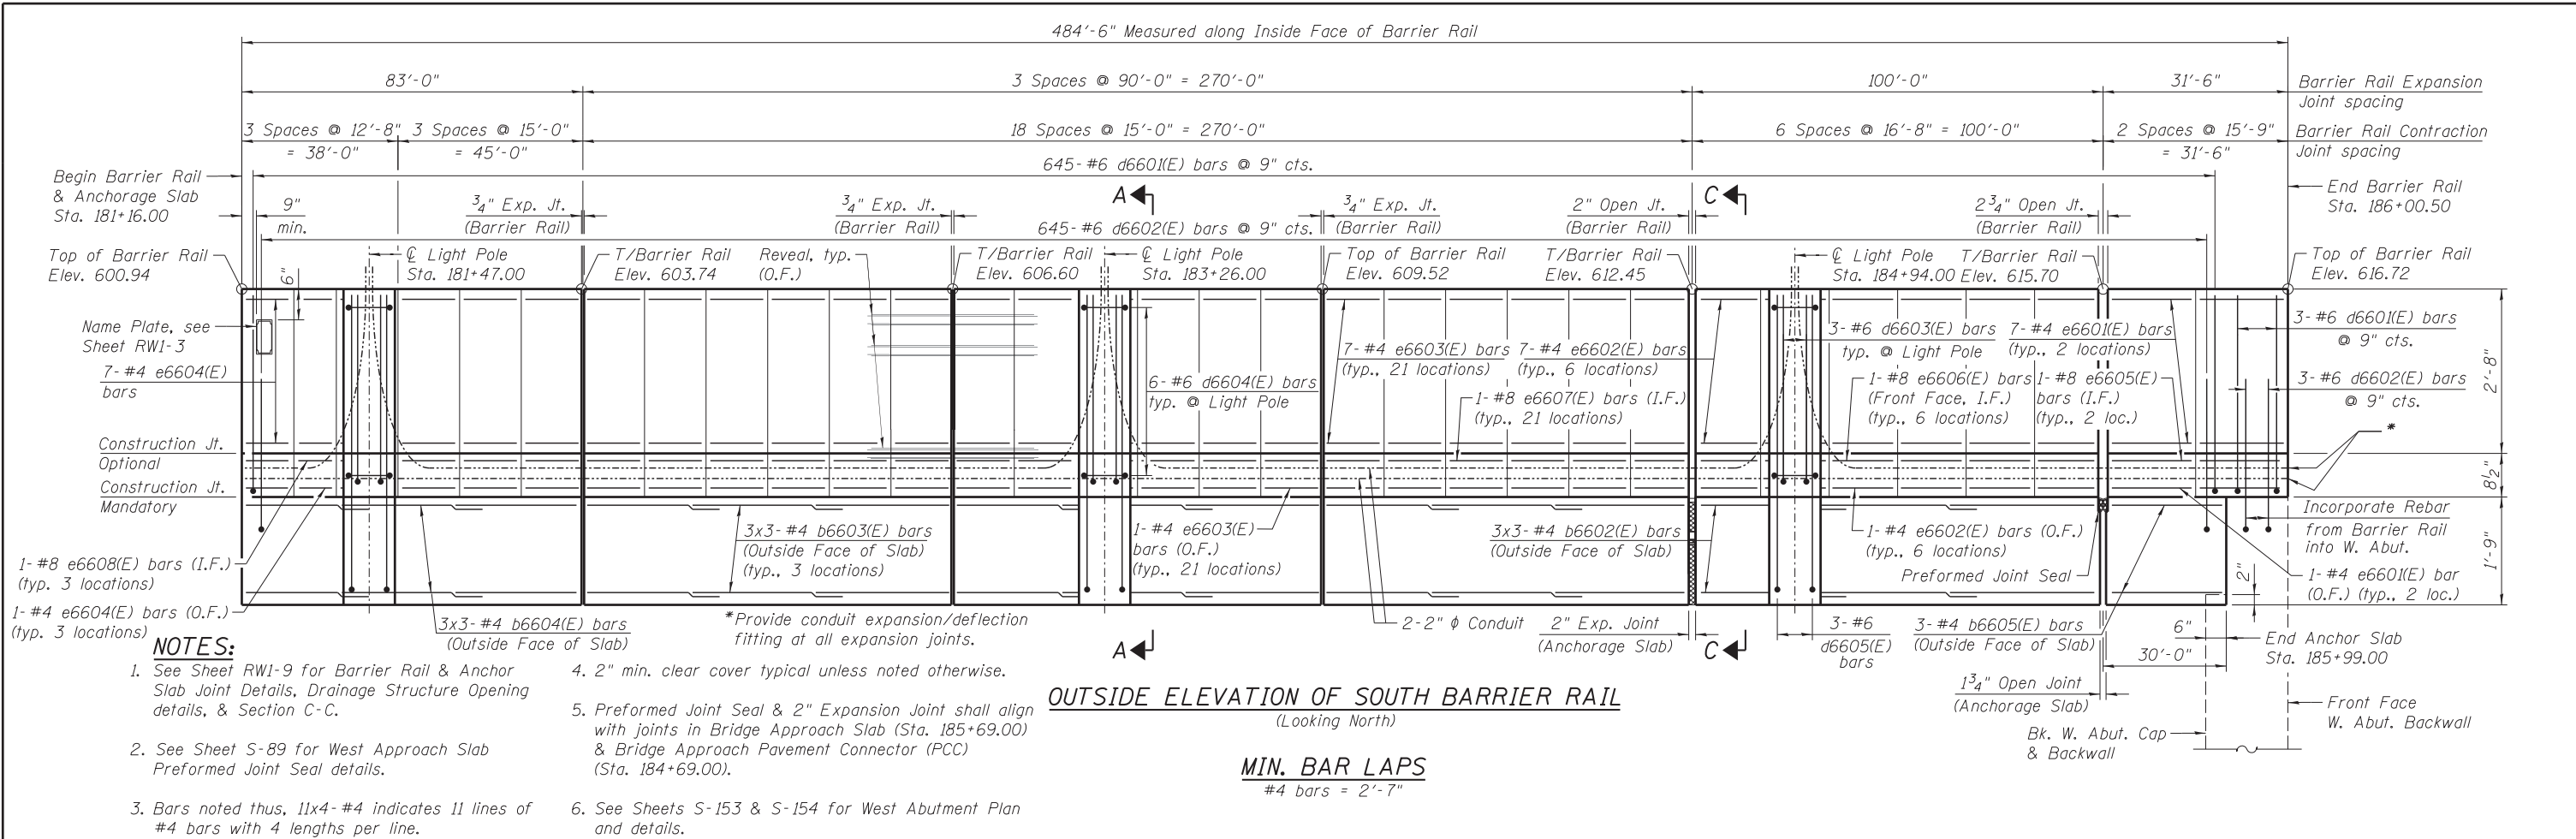 484'-6" Measured along Inside Face of Barrier Rail
83'-0"
3 Spaces @ 90'-0" = 270'-0"
100'-0"
31'-6"
Barrier Rail Expansion
Joint spacing
3 Spaces @ 12'-8"
= 38'-0"
3 Spaces @ 15'-0"
= 45'-0"
18 Spaces @ 15'-0" = 270'-0"
6 Spaces @ 16'-8" = 100'-0"
2 Spaces @ 15'-9"
= 31'-6"
Barrier Rail Contraction
Joint spacing
645-#6 d6601(E) bars @ 9" cts.
Begin Barrier Rail
& Anchorage Slab
Sta. 181+16.00
9"
min.
3/4" Exp. Jt.
(Barrier Rail)
3/4" Exp. Jt.
(Barrier Rail)
A
3/4" Exp. Jt.
(Barrier Rail)
2" Open Jt.
(Barrier Rail)
C
2 3/4" Open Jt.
(Barrier Rail)
End Barrier Rail
Sta. 186+00.50
645-#6 d6602(E) bars @ 9" cts.
Top of Barrier Rail
Elev. 600.94
6"
℄ Light Pole
Sta. 181+47.00
T/Barrier Rail
Elev. 603.74
Reveal, typ.
(O.F.)
T/Barrier Rail
Elev. 606.60
℄ Light Pole
Sta. 183+26.00
Top of Barrier Rail
Elev. 609.52
T/Barrier Rail
Elev. 612.45
℄ Light Pole
Sta. 184+94.00
T/Barrier Rail
Elev. 615.70
Top of Barrier Rail
Elev. 616.72
Name Plate, see
Sheet RW1-3
7-#4 e6604(E)
bars
6-#6 d6604(E) bars
typ. @ Light Pole
7-#4 e6603(E) bars
(typ., 21 locations)
1-#8 e6607(E) bars (I.F.)
(typ., 21 locations)
7-#4 e6602(E) bars
(typ., 6 locations)
3-#6 d6603(E) bars
typ. @ Light Pole
7-#4 e6601(E) bars
(typ., 2 locations)
1-#8 e6606(E) bars
(Front Face, I.F.)
(typ., 6 locations)
1-#8 e6605(E)
bars (I.F.)
(typ., 2 loc.)
3-#6 d6601(E) bars
@ 9" cts.
3-#6 d6602(E) bars
@ 9" cts.
*
2'-8"
8½"
1'-9"
Construction Jt.
Optional
Construction Jt.
Mandatory
1-#8 e6608(E) bars (I.F.)
(typ. 3 locations)
1-#4 e6604(E) bars (O.F.)
(typ. 3 locations)
3x3-#4 b6604(E) bars
(Outside Face of Slab)
3x3-#4 b6603(E) bars
(Outside Face of Slab)
(typ., 3 locations)
*Provide conduit expansion/deflection
fitting at all expansion joints.
1-#4 e6603(E)
bars (O.F.)
(typ., 21 locations)
2-2" ϕ Conduit
3x3-#4 b6602(E) bars
(Outside Face of Slab)
2" Exp. Joint
(Anchorage Slab)
1-#4 e6602(E) bars (O.F.)
(typ., 6 locations)
Preformed Joint Seal
3-#6
d6605(E)
bars
3-#4 b6605(E) bars
(Outside Face of Slab)
Incorporate Rebar
from Barrier Rail
into W. Abut.
2"
1-#4 e6601(E) bar
(O.F.) (typ., 2 loc.)
6"
30'-0"
End Anchor Slab
Sta. 185+99.00
1 3/4" Open Joint
(Anchorage Slab)
Bk. W. Abut. Cap
& Backwall
Front Face
W. Abut. Backwall
A
C
NOTES:
1. See Sheet RW1-9 for Barrier Rail & Anchor
Slab Joint Details, Drainage Structure Opening
details, & Section C-C.
2. See Sheet S-89 for West Approach Slab
Preformed Joint Seal details.
3. Bars noted thus, 11x4-#4 indicates 11 lines of
#4 bars with 4 lengths per line.
4. 2" min. clear cover typical unless noted otherwise.
5. Preformed Joint Seal & 2" Expansion Joint shall align
with joints in Bridge Approach Slab (Sta. 185+69.00)
& Bridge Approach Pavement Connector (PCC)
(Sta. 184+69.00).
6. See Sheets S-153 & S-154 for West Abutment Plan
and details.
OUTSIDE ELEVATION OF SOUTH BARRIER RAIL
(Looking North)
MIN. BAR LAPS
#4 bars = 2'-7"